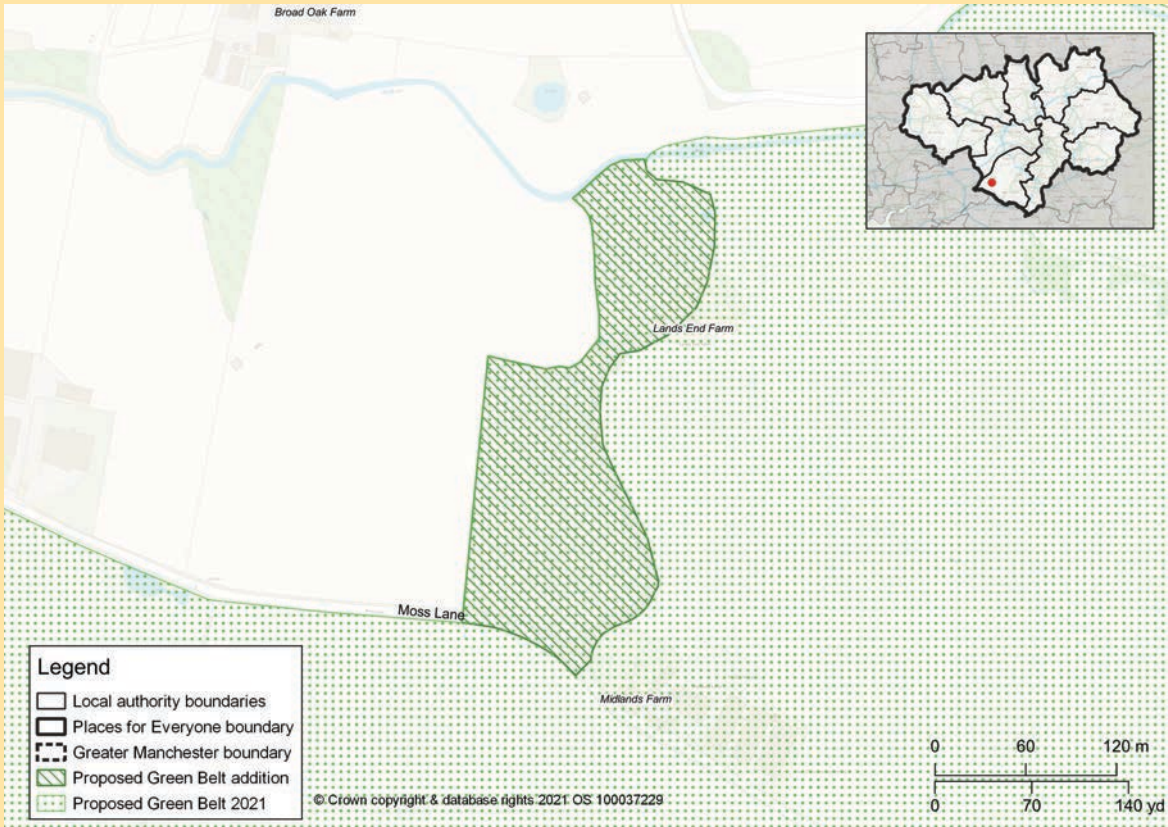 Broad Oak Farm
Lands End Farm
Moss Lane
Midlands Farm
Legend
Local authority boundaries
Places for Everyone boundary
Greater Manchester boundary
Proposed Green Belt addition
Proposed Green Belt 2021
© Crown copyright & database rights 2021 OS 100037229
0 60 120 m
0 70 140 yd